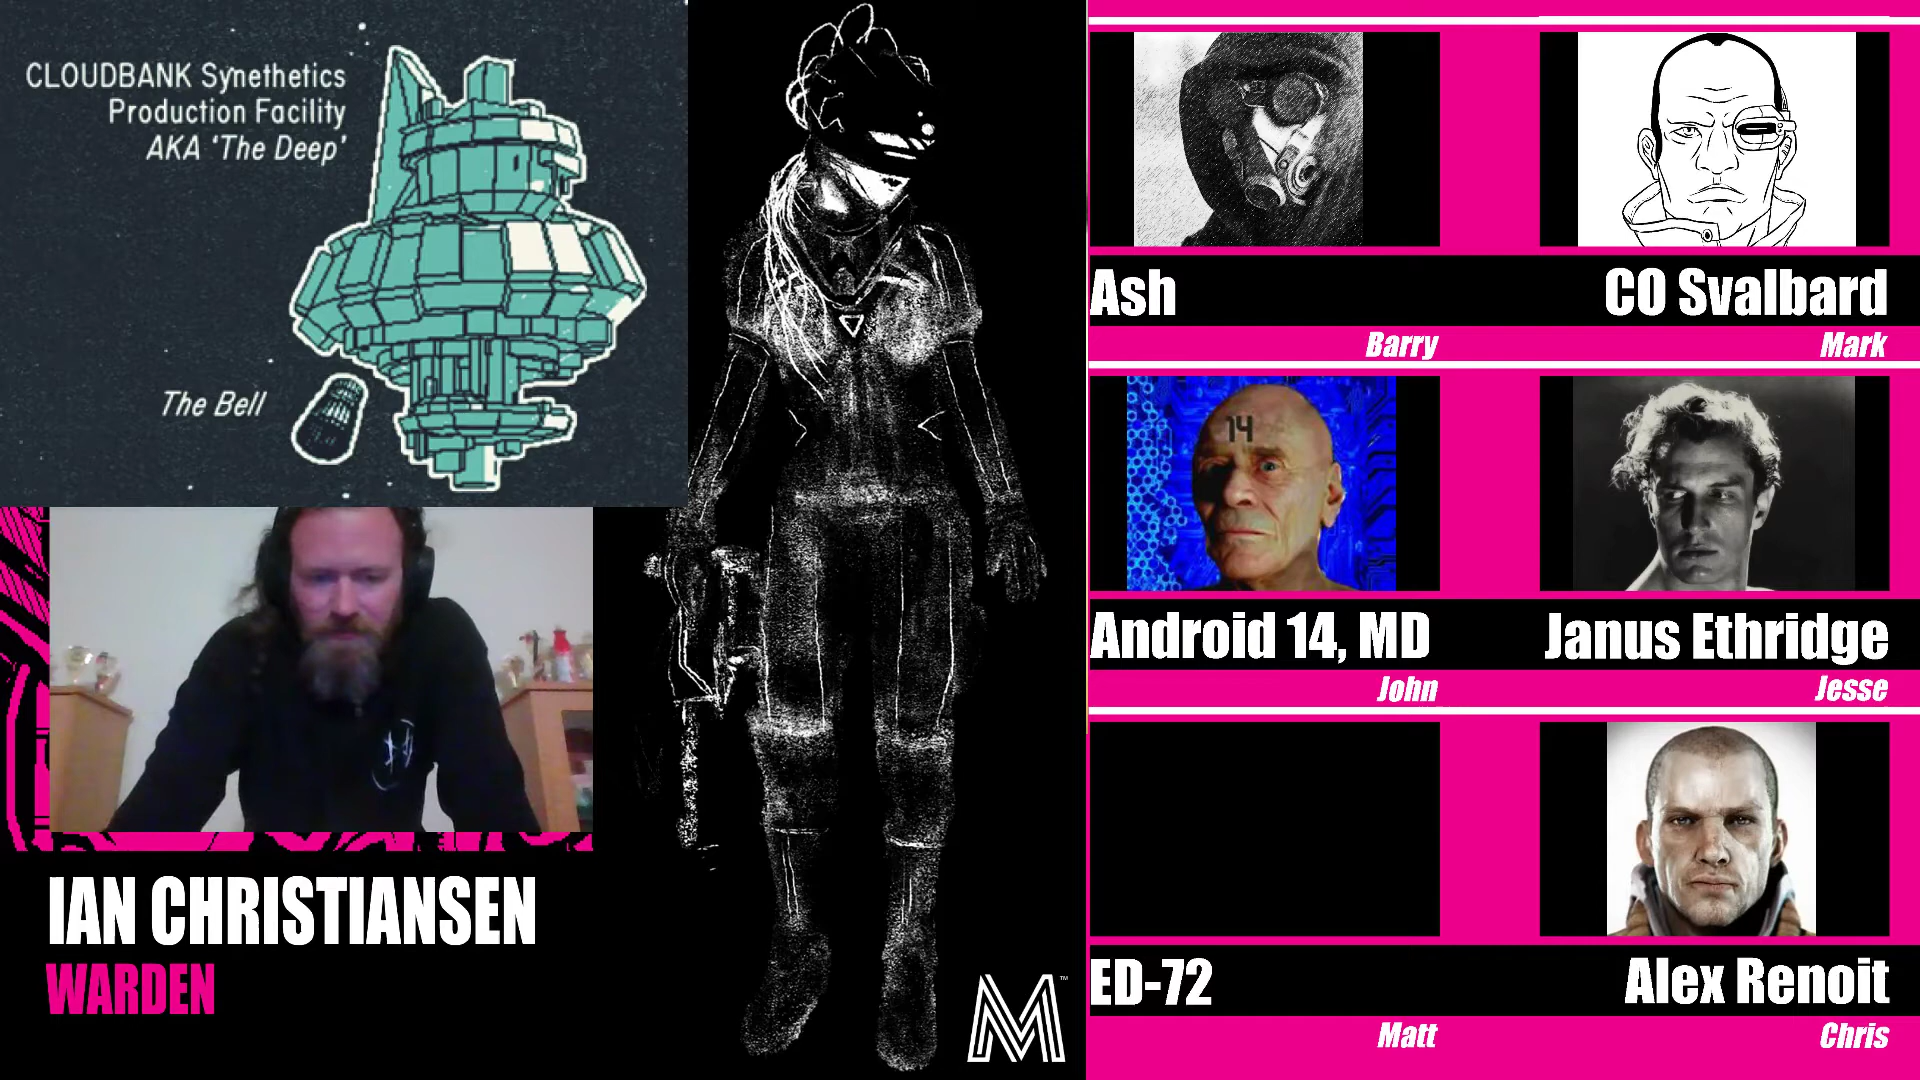 CLOUDBANK Synethetics
Production Facility
AKA 'The Deep'
The Bell
IAN CHRISTIANSEN
WARDEN
M™
Ash
Barry
CO Svalbard
Mark
14
Android 14, MD
John
Janus Ethridge
Jesse
ED-72
Matt
Alex Renoit
Chris